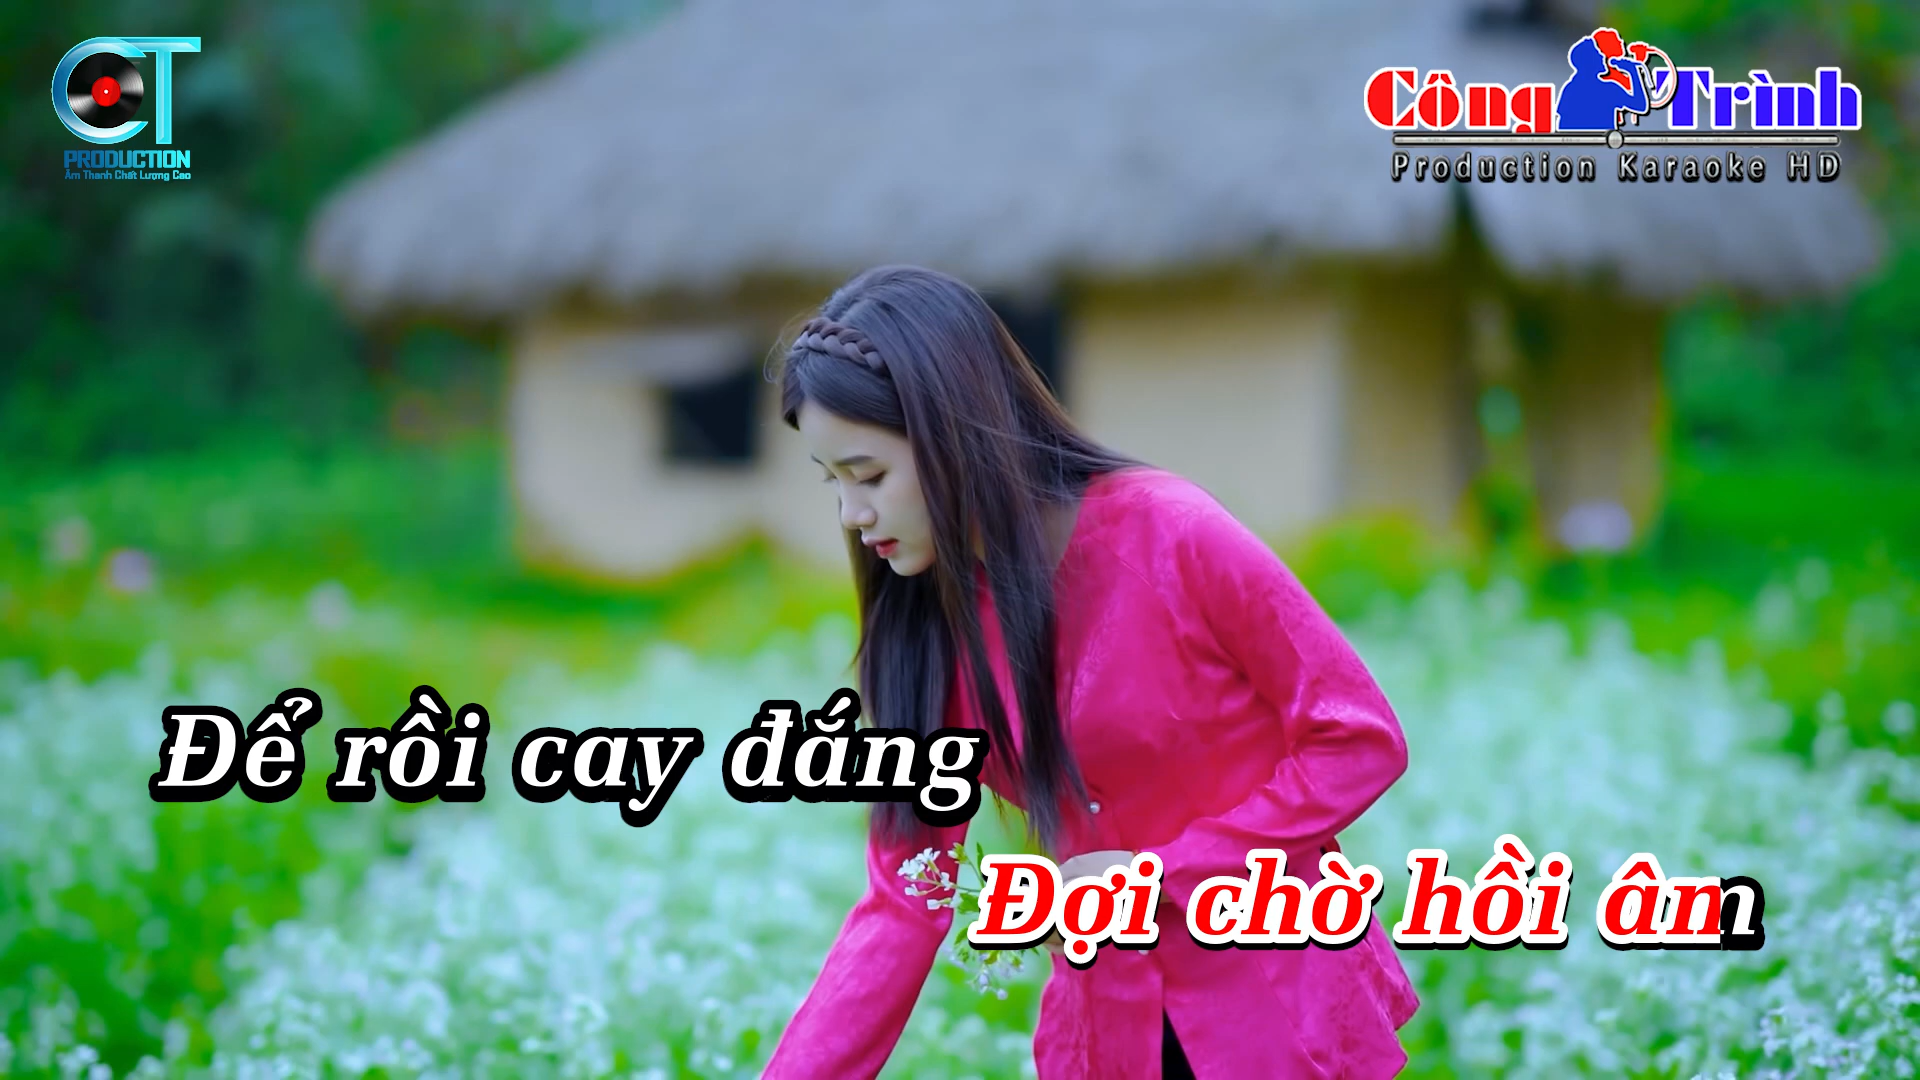 CT
PRODUCTION
Âm Thanh Chất Lượng Cao
Công Trình
Production Karaoke HD
Để rồi cay đắng
Đợi chờ hồi âm